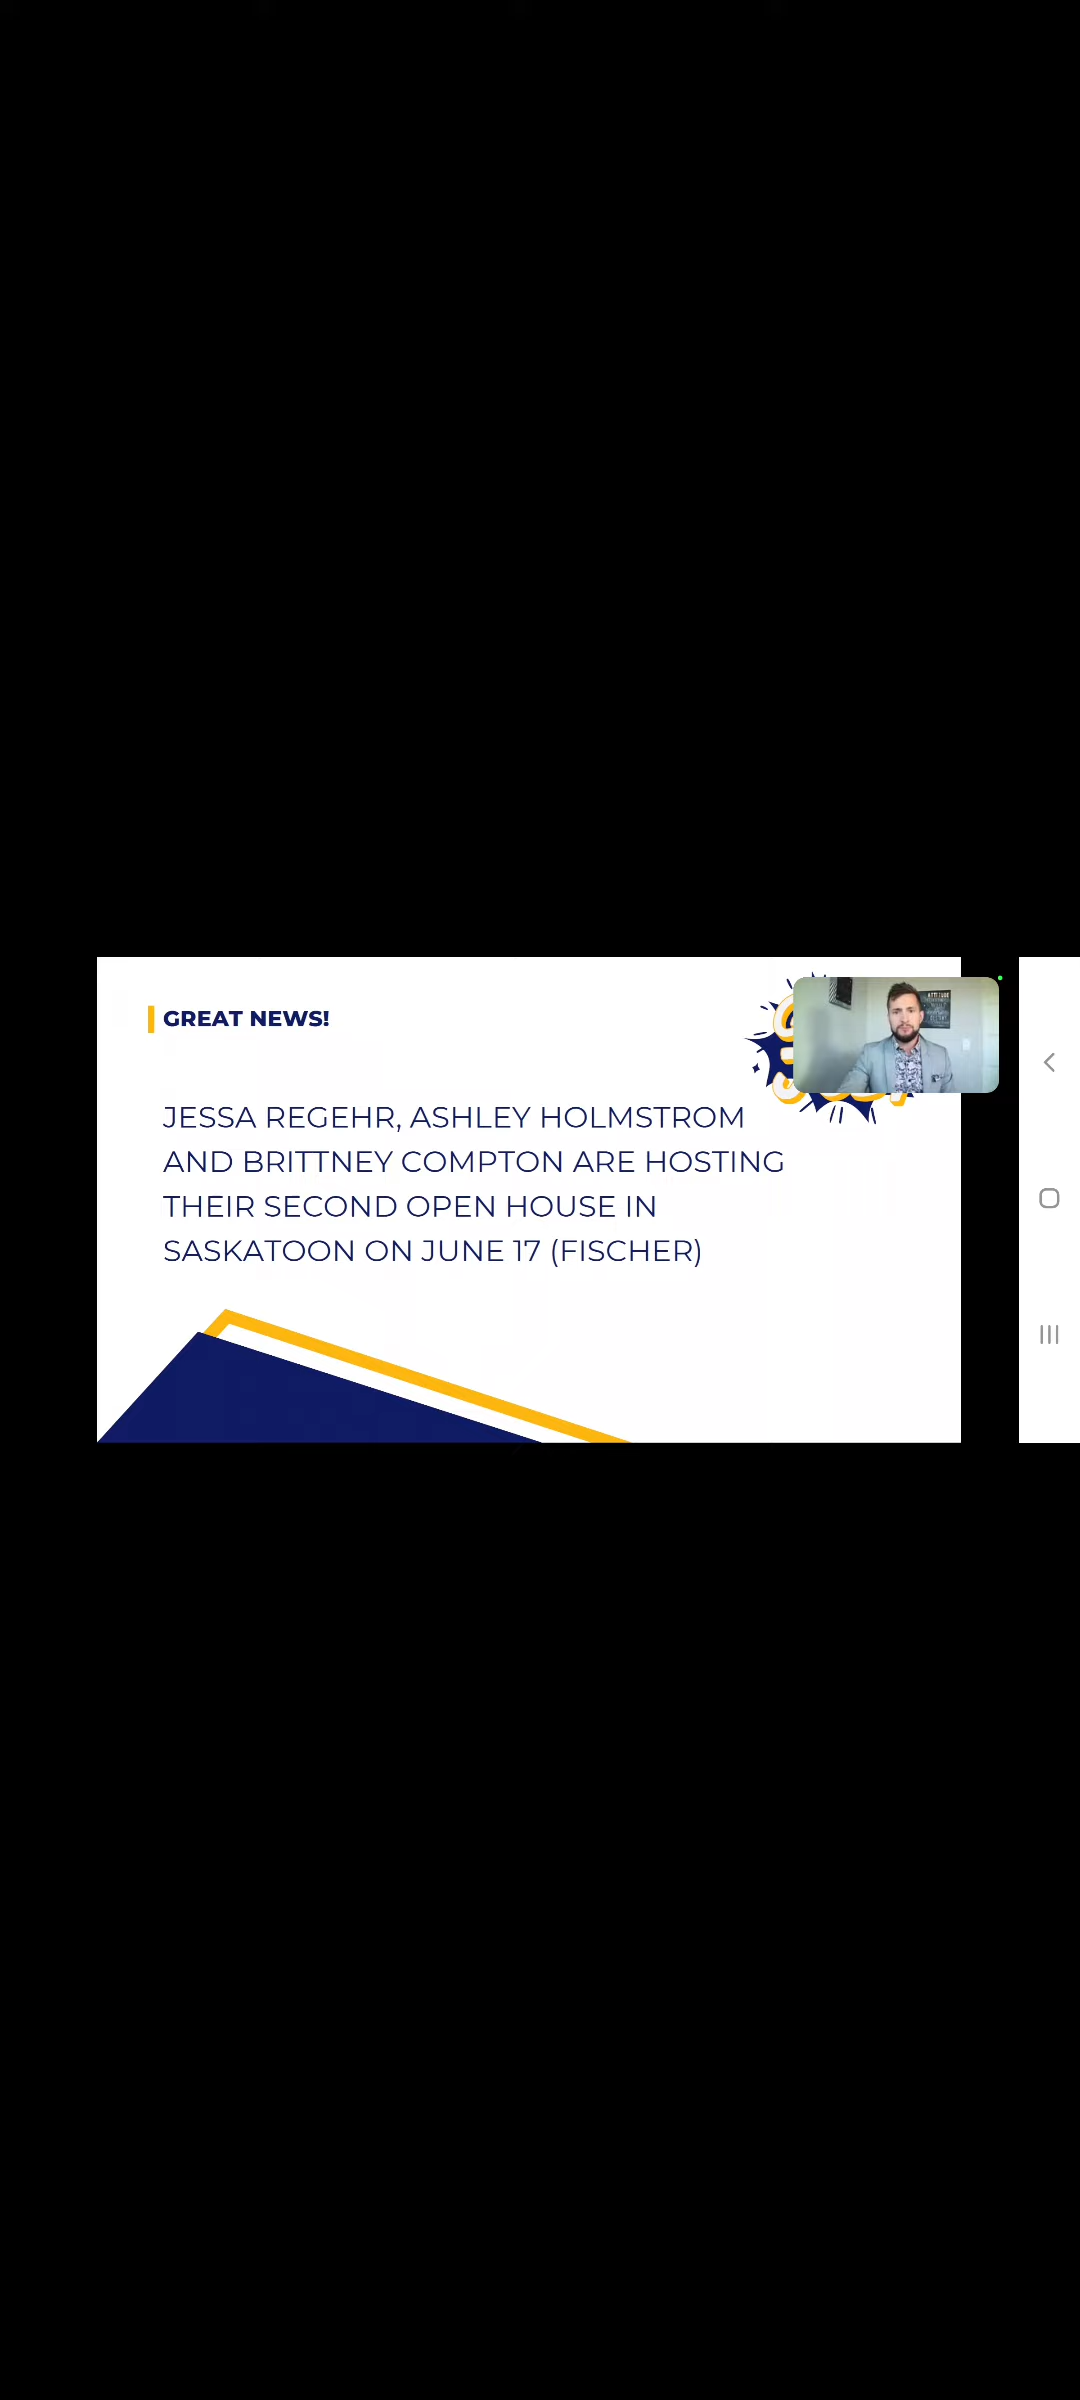 GREAT NEWS!
JESSA REGEHR, ASHLEY HOLMSTROM
AND BRITTNEY COMPTON ARE HOSTING
THEIR SECOND OPEN HOUSE IN
SASKATOON ON JUNE 17 (FISCHER)
ATTITUDE